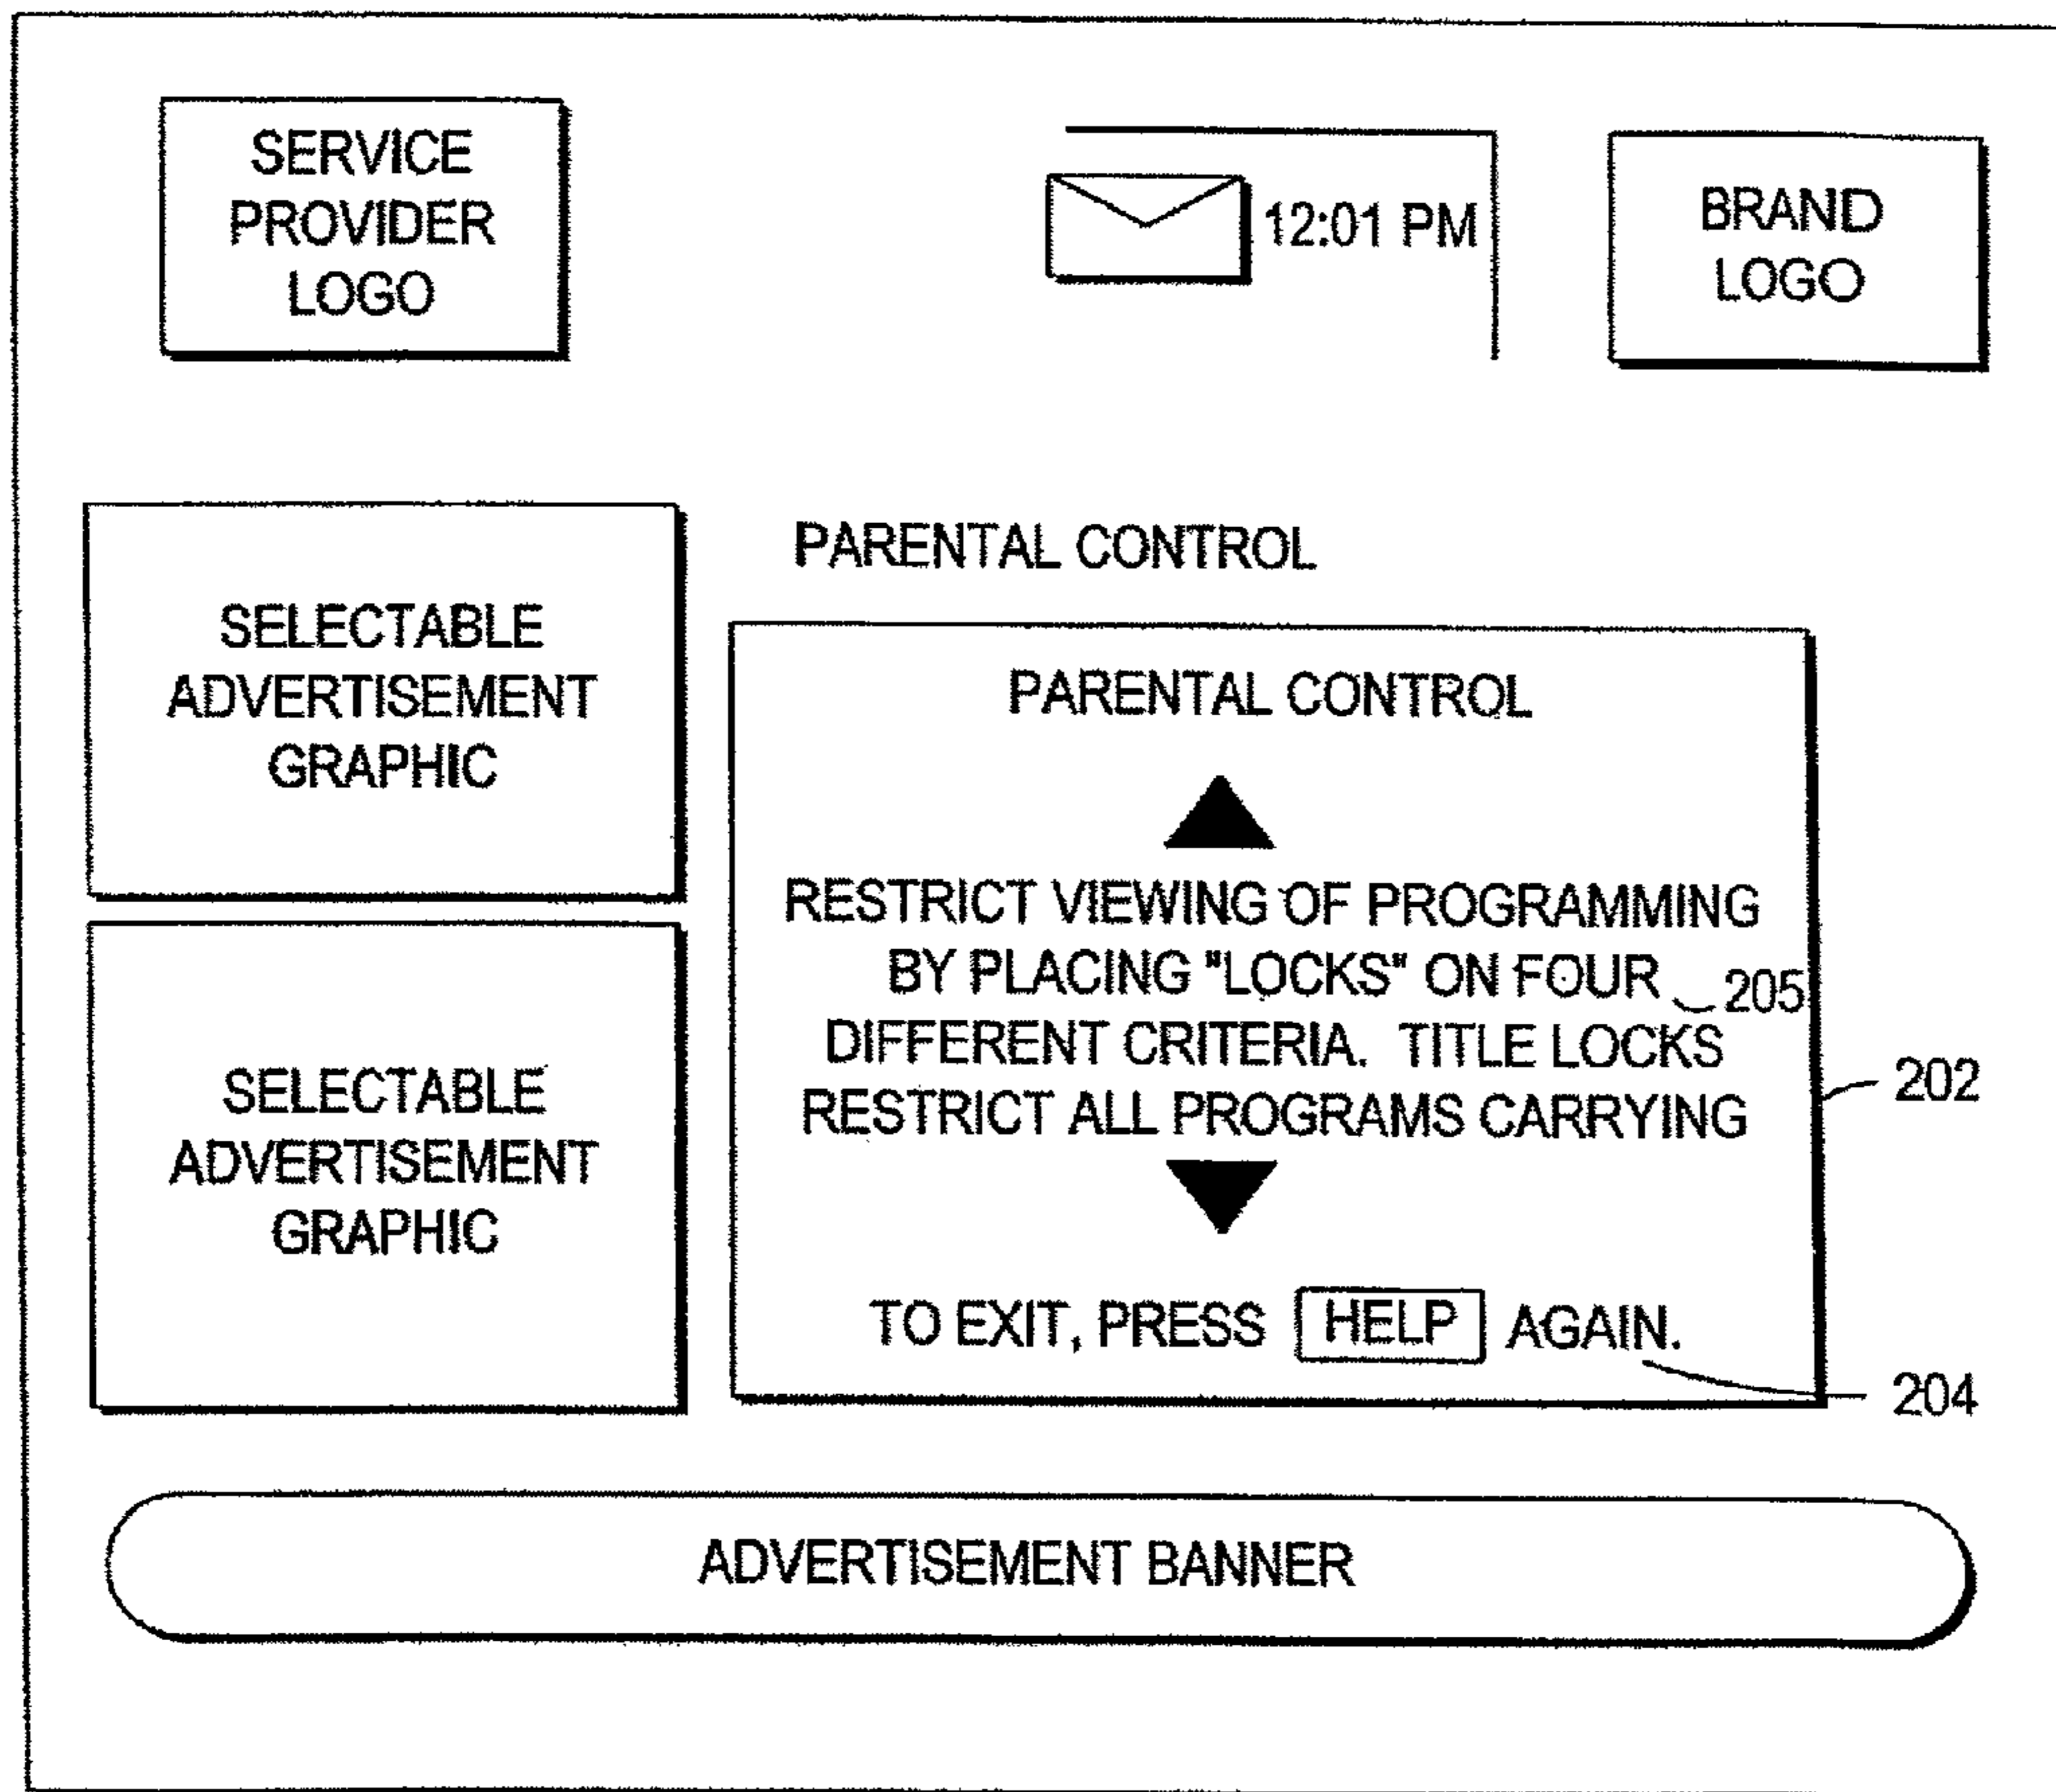 SERVICE
PROVIDER
LOGO
12:01 PM
BRAND
LOGO
SELECTABLE
ADVERTISEMENT
GRAPHIC
SELECTABLE
ADVERTISEMENT
GRAPHIC
PARENTAL CONTROL
PARENTAL CONTROL
RESTRICT VIEWING OF PROGRAMMING
BY PLACING "LOCKS" ON FOUR
205
DIFFERENT CRITERIA. TITLE LOCKS
RESTRICT ALL PROGRAMS CARRYING
202
TO EXIT, PRESS HELP AGAIN.
204
ADVERTISEMENT BANNER